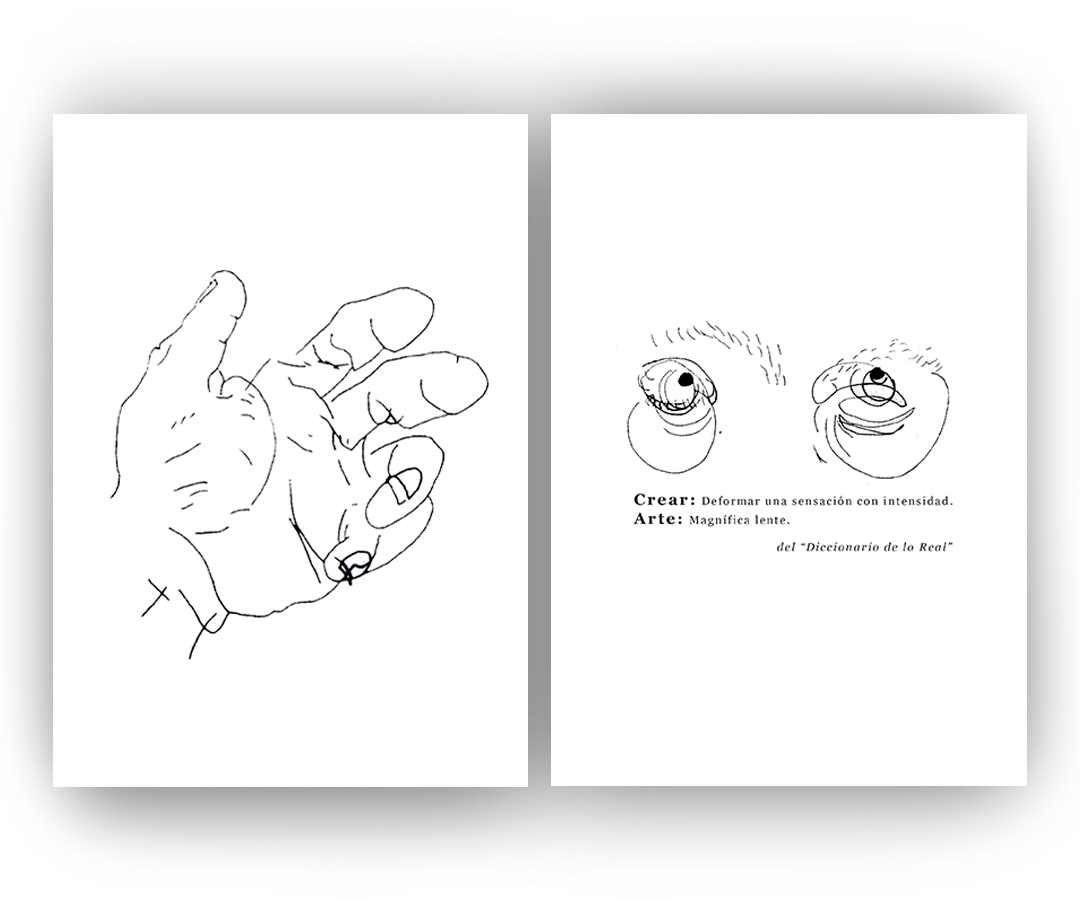 Crear: Deformar una sensación con intensidad.
Arte: Magnífica lente.
del “Diccionario de lo Real”